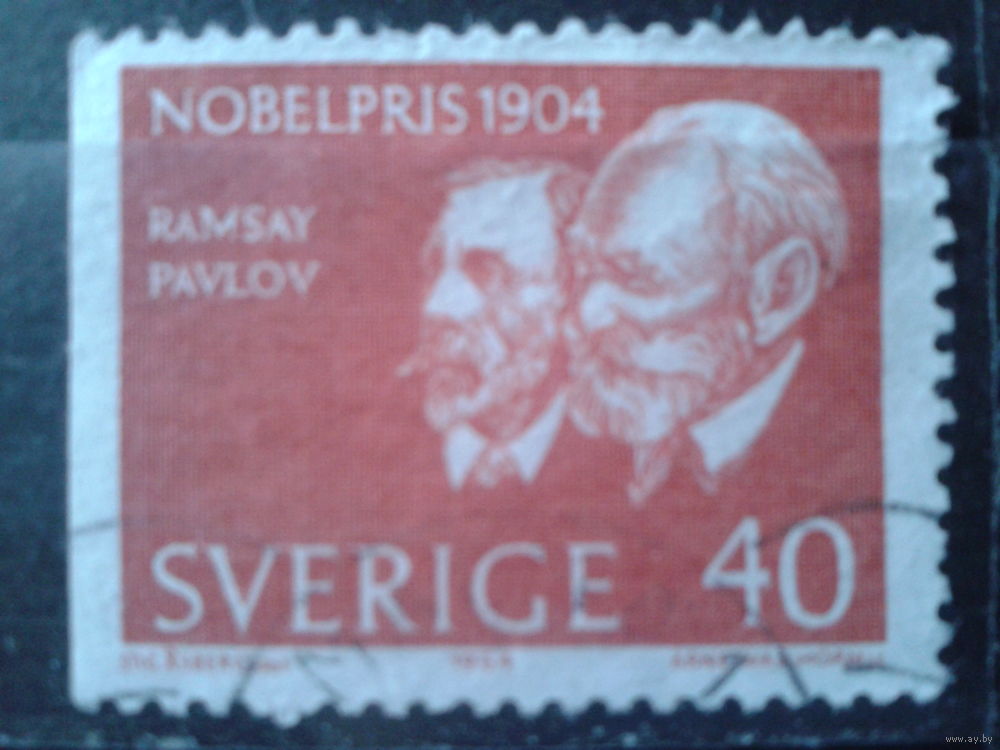 NOBELPRIS 1904
RAMSAY
PAVLOV
SVERIGE 40
www.ay.by